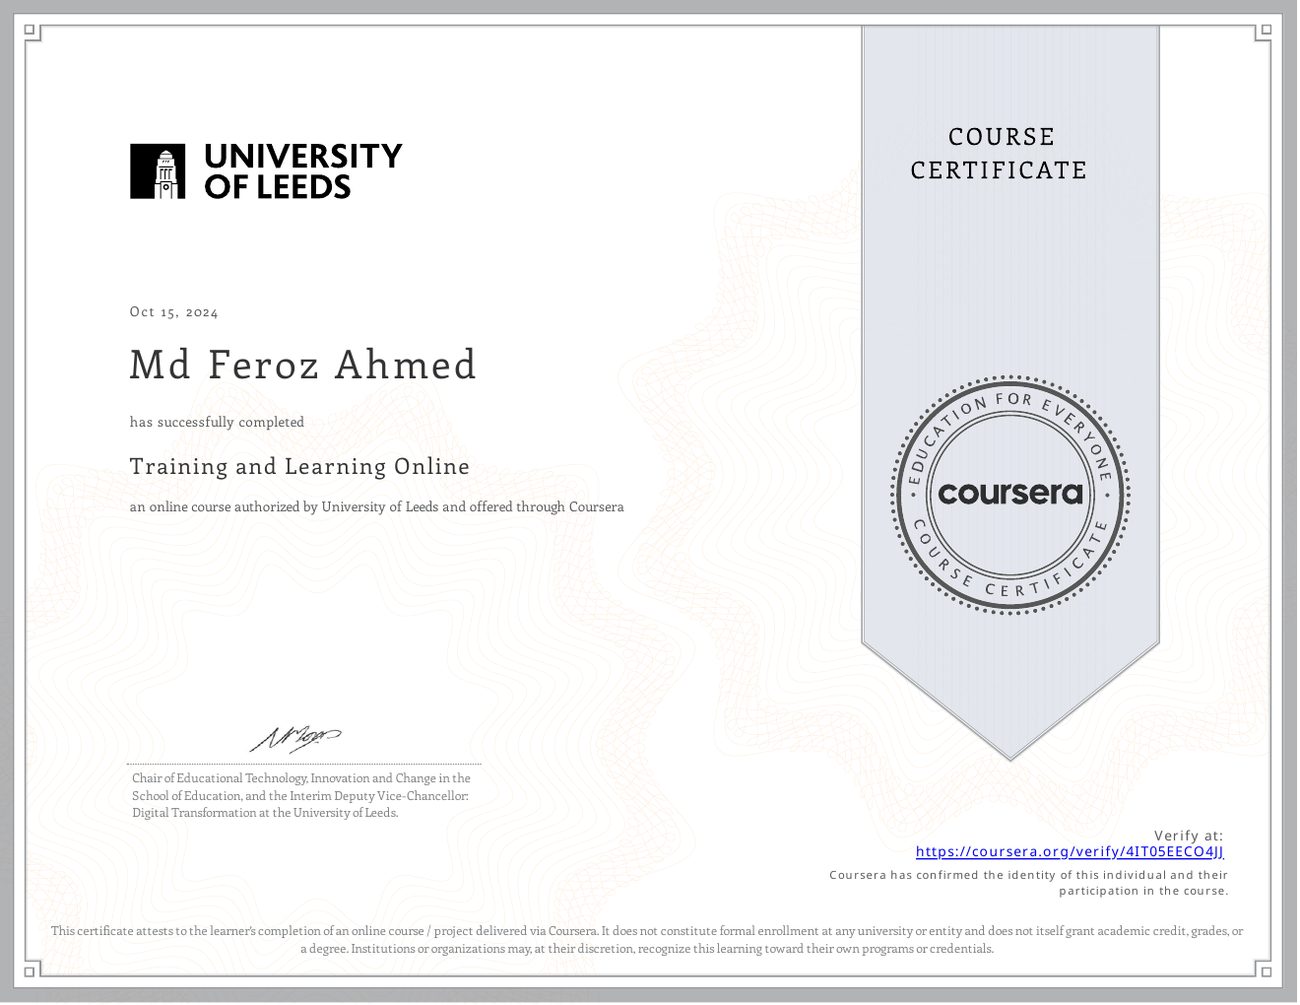 UNIVERSITY
OF LEEDS
COURSE
CERTIFICATE
Oct 15, 2024
Md Feroz Ahmed
has successfully completed
Training and Learning Online
an online course authorized by University of Leeds and offered through Coursera
EDUCATION FOR EVERYONE
coursera
COURSE CERTIFICATE
Chair of Educational Technology, Innovation and Change in the
School of Education, and the Interim Deputy Vice-Chancellor:
Digital Transformation at the University of Leeds.
Verify at:
https://coursera.org/verify/4IT05EECO4JJ
Coursera has confirmed the identity of this individual and their
participation in the course.
This certificate attests to the learner's completion of an online course / project delivered via Coursera. It does not constitute formal enrollment at any university or entity and does not itself grant academic credit, grades, or
a degree. Institutions or organizations may, at their discretion, recognize this learning toward their own programs or credentials.